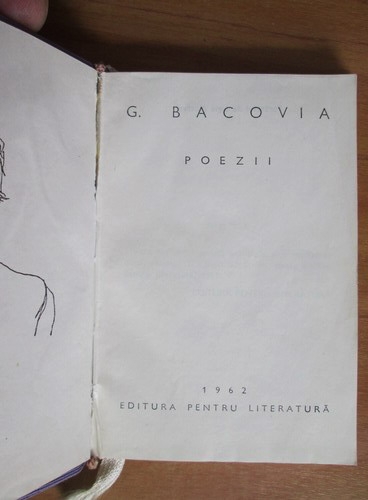 G. BACOVIA
POEZII
1962
EDITURA PENTRU LITERATURĂ